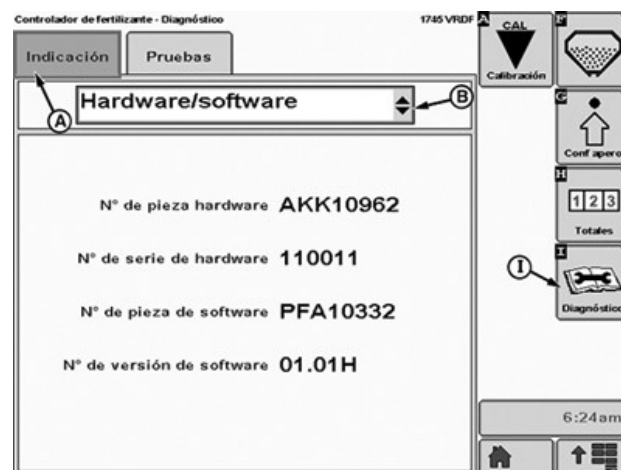 Controlador de fertilizante - Diagnóstico
1745 VRDF
Indicación
Pruebas
A
Hardware/software
B
N° de pieza hardware AKK10962
N° de serie de hardware 110011
N° de pieza de software PFA10332
N° de versión de software 01.01H
A
CAL
Calibración
F
G
Conf apero
H
1 2 3
Totales
I
I
Diagnóstico
6:24am